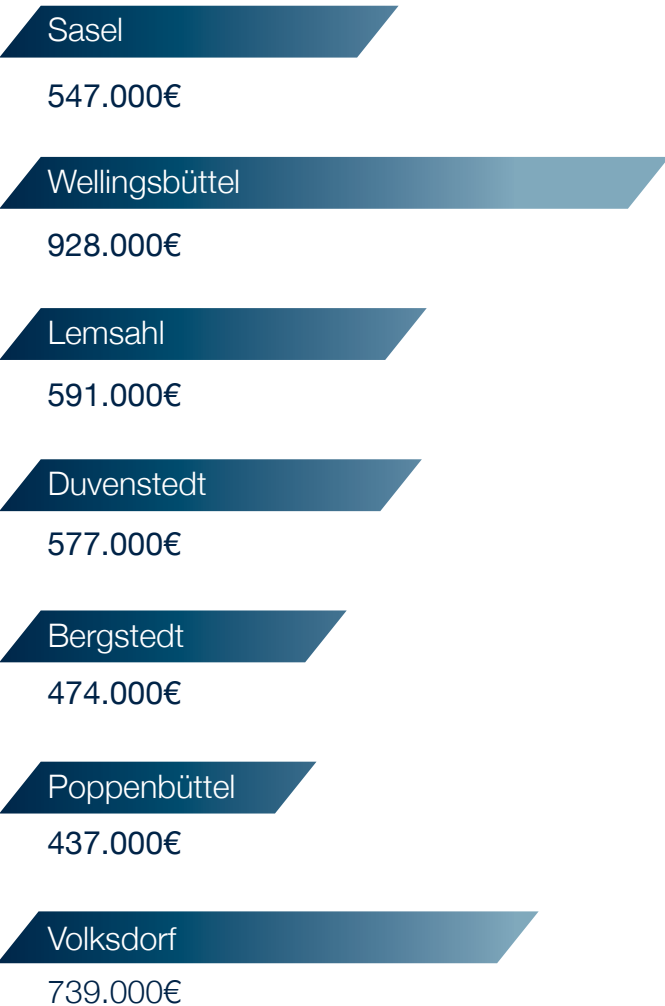 Sasel
547.000€
Wellingsbüttel
928.000€
Lemsahl
591.000€
Duvenstedt
577.000€
Bergstedt
474.000€
Poppenbüttel
437.000€
Volksdorf
739.000€